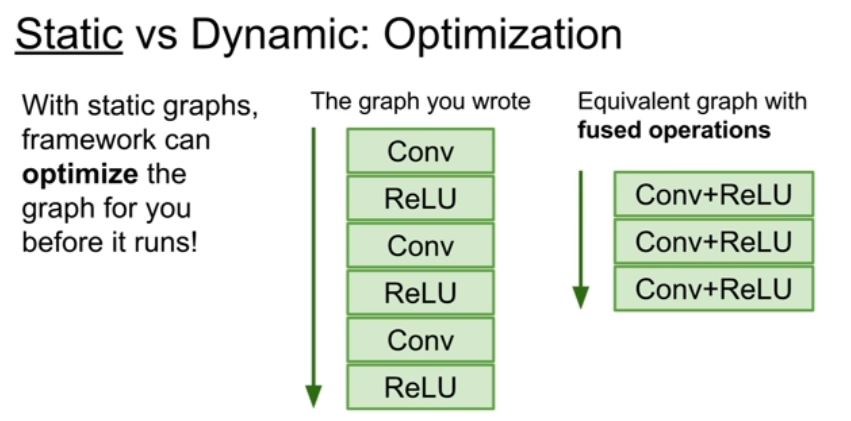 Static vs Dynamic: Optimization
With static graphs,
framework can
optimize the
graph for you
before it runs!
The graph you wrote
Conv
ReLU
Conv
ReLU
Conv
ReLU
Equivalent graph with
fused operations
Conv+ReLU
Conv+ReLU
Conv+ReLU